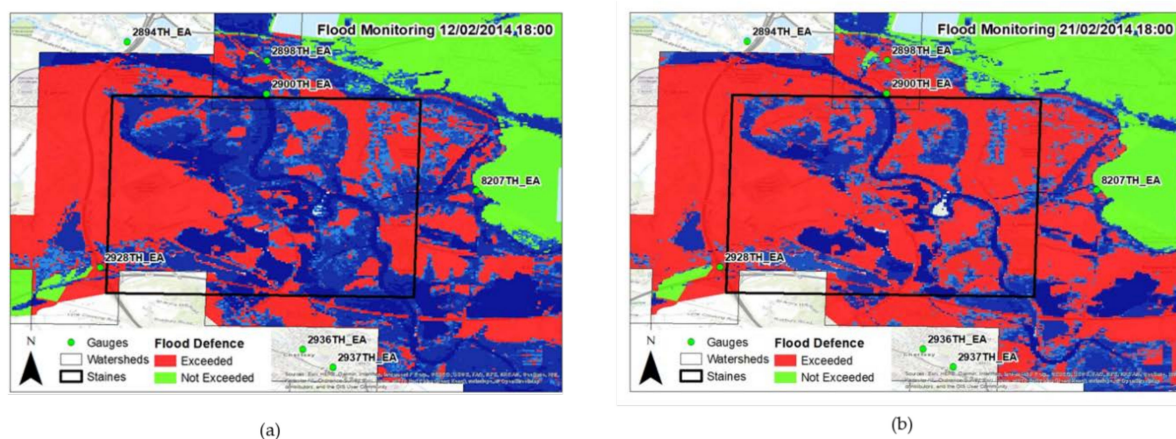 Flood Monitoring 12/02/2014 18:00
2894TH_EA
2898TH_EA
2900TH_EA
8207TH_EA
2928TH_EA
2936TH_EA
2937TH_EA
N
Gauges
Watersheds
Staines
Flood Defence
Exceeded
Not Exceeded
(a)
Flood Monitoring 21/02/2014 18:00
2894TH_EA
2898TH_EA
2900TH_EA
8207TH_EA
2928TH_EA
2936TH_EA
2937TH_EA
N
Gauges
Watersheds
Staines
Flood Defence
Exceeded
Not Exceeded
(b)